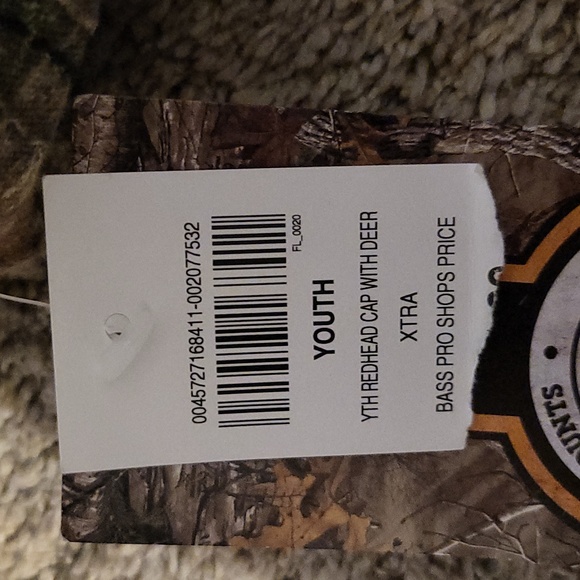 0045727168411-002077532
FL_0020
YOUTH
YTH REDHEAD CAP WITH DEER
XTRA
BASS PRO SHOPS PRICE